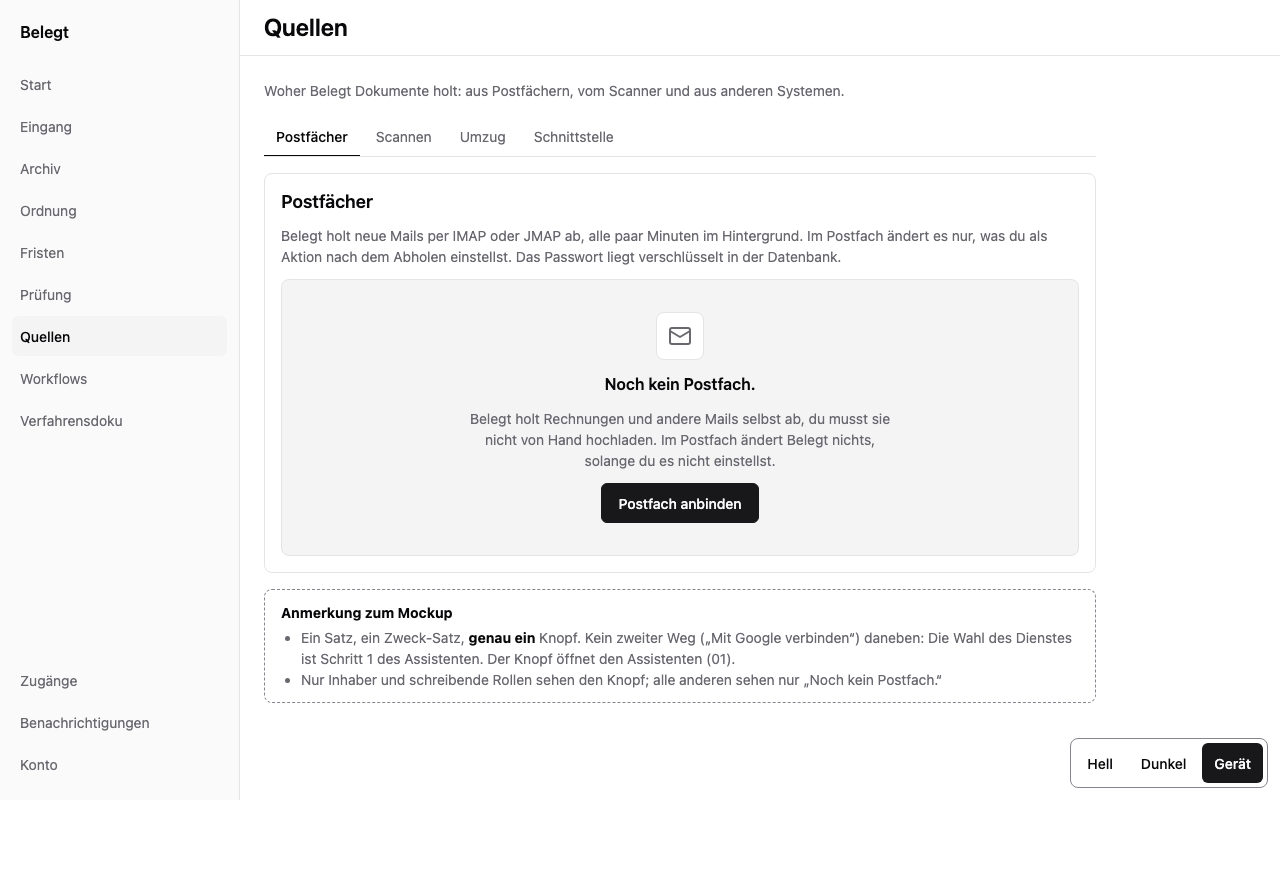 Belegt
Start
Eingang
Archiv
Ordnung
Fristen
Prüfung
Quellen
Workflows
Verfahrensdoku
Zugänge
Benachrichtigungen
Konto
Quellen
Woher Belegt Dokumente holt: aus Postfächern, vom Scanner und aus anderen Systemen.
Postfächer
Scannen
Umzug
Schnittstelle
Postfächer
Belegt holt neue Mails per IMAP oder JMAP ab, alle paar Minuten im Hintergrund. Im Postfach ändert es nur, was du als
Aktion nach dem Abholen einstellst. Das Passwort liegt verschlüsselt in der Datenbank.
Noch kein Postfach.
Belegt holt Rechnungen und andere Mails selbst ab, du musst sie
nicht von Hand hochladen. Im Postfach ändert Belegt nichts,
solange du es nicht einstellst.
Postfach anbinden
Anmerkung zum Mockup
• Ein Satz, ein Zweck-Satz, genau ein Knopf. Kein zweiter Weg („Mit Google verbinden“) daneben: Die Wahl des Dienstes
ist Schritt 1 des Assistenten. Der Knopf öffnet den Assistenten (01).
• Nur Inhaber und schreibende Rollen sehen den Knopf; alle anderen sehen nur „Noch kein Postfach.“
Hell
Dunkel
Gerät